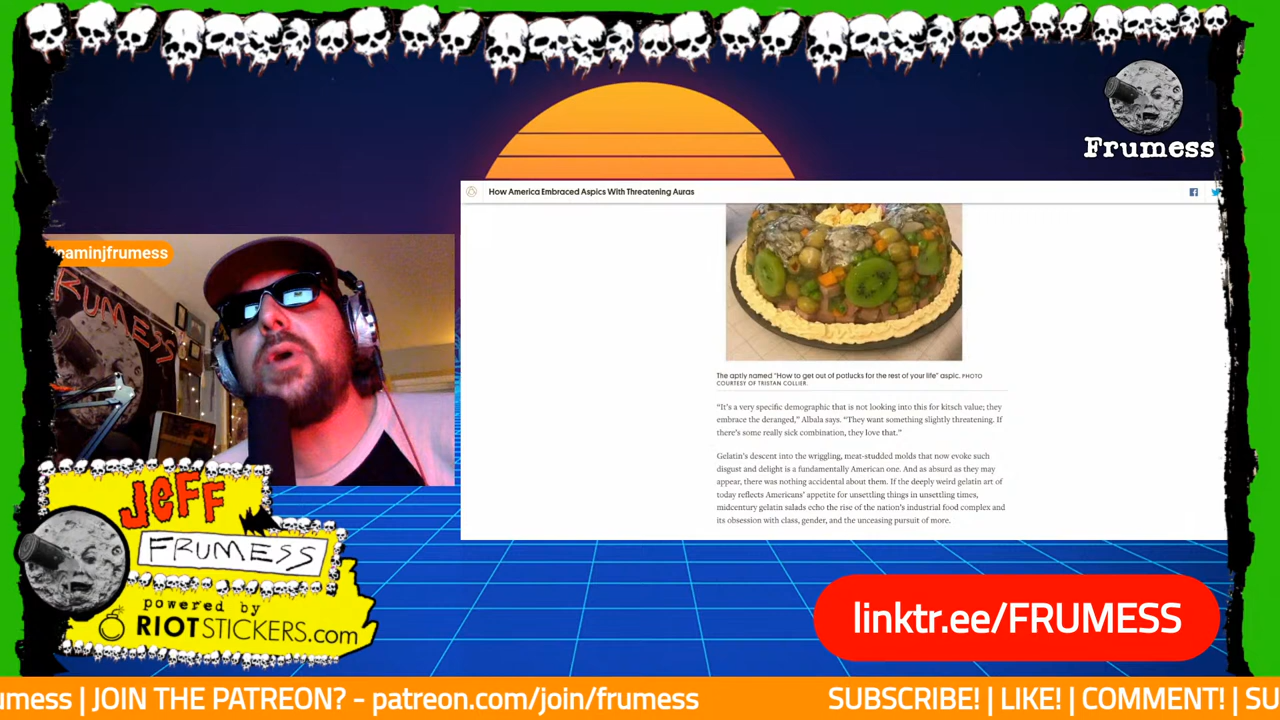 Frumess
How America Embraced Aspics With Threatening Auras
aminjfrumess
FRUMESS
The aptly named "How to get out of potlucks for the rest of your life" aspic. PHOTO
COURTESY OF TRISTAN COLLIER.
“It’s a very specific demographic that is not looking into this for kitsch value; they
embrace the deranged,” Albala says. “They want something slightly threatening. If
there’s some really sick combination, they love that.”
Gelatin’s descent into the wriggling, meat-studded molds that now evoke such
disgust and delight is a fundamentally American one. And as absurd as they may
appear, there was nothing accidental about them. If the deeply weird gelatin art of
today reflects Americans’ appetite for unsettling things in unsettling times,
midcentury gelatin salads echo the rise of the nation’s industrial food complex and
its obsession with class, gender, and the unceasing pursuit of more.
JeFF
FRUMESS
powered by
RIOTSTICKERS.com
linktr.ee/FRUMESS
umess | JOIN THE PATREON? - patreon.com/join/frumess SUBSCRIBE! | LIKE! | COMMENT! | SU